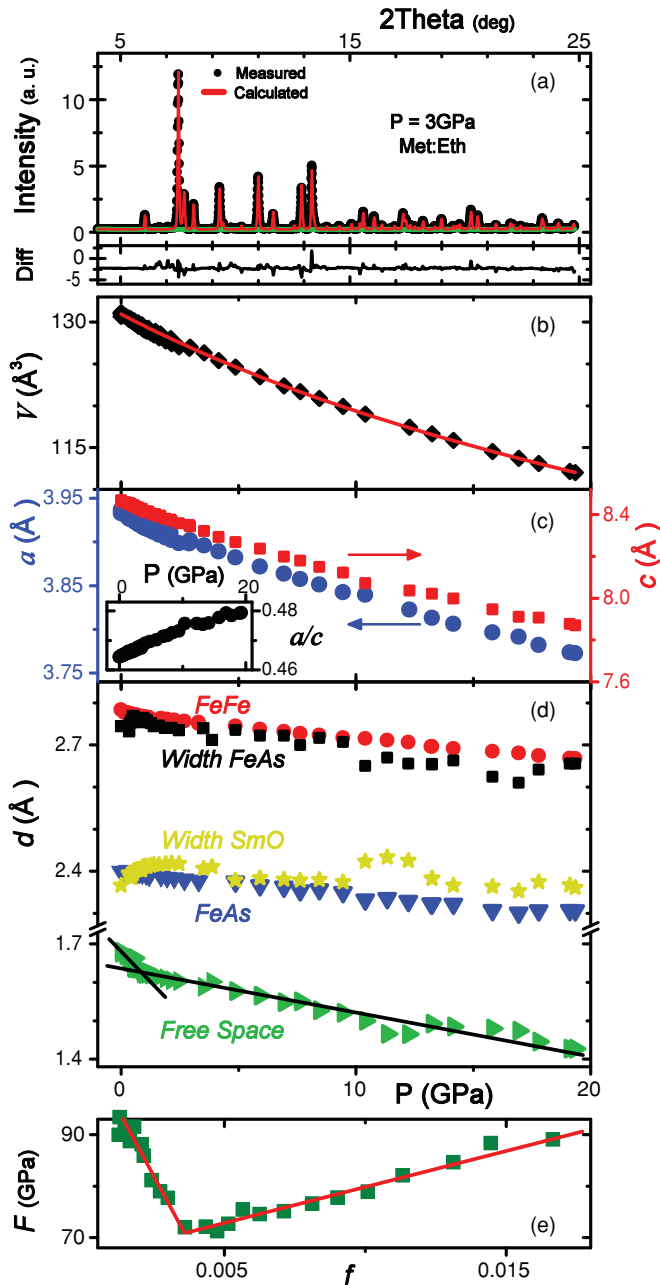 2Theta (deg)
5 15 25
Intensity (a. u.)
10
5
0
Measured
Calculated
(a)
P = 3GPa
Met:Eth
Diff
0
-5
V (Å³)
130
115
(b)
a (Å)
3.95
3.85
3.75
(c)
c (Å)
8.4
8.0
7.6
P (GPa)
0 20
0.48
0.46
a/c
d (Å)
2.7
2.4
1.7
1.4
(d)
FeFe
Width FeAs
Width SmO
FeAs
Free Space
0 10 20
P (GPa)
F (GPa)
90
70
(e)
0.005 0.015
f